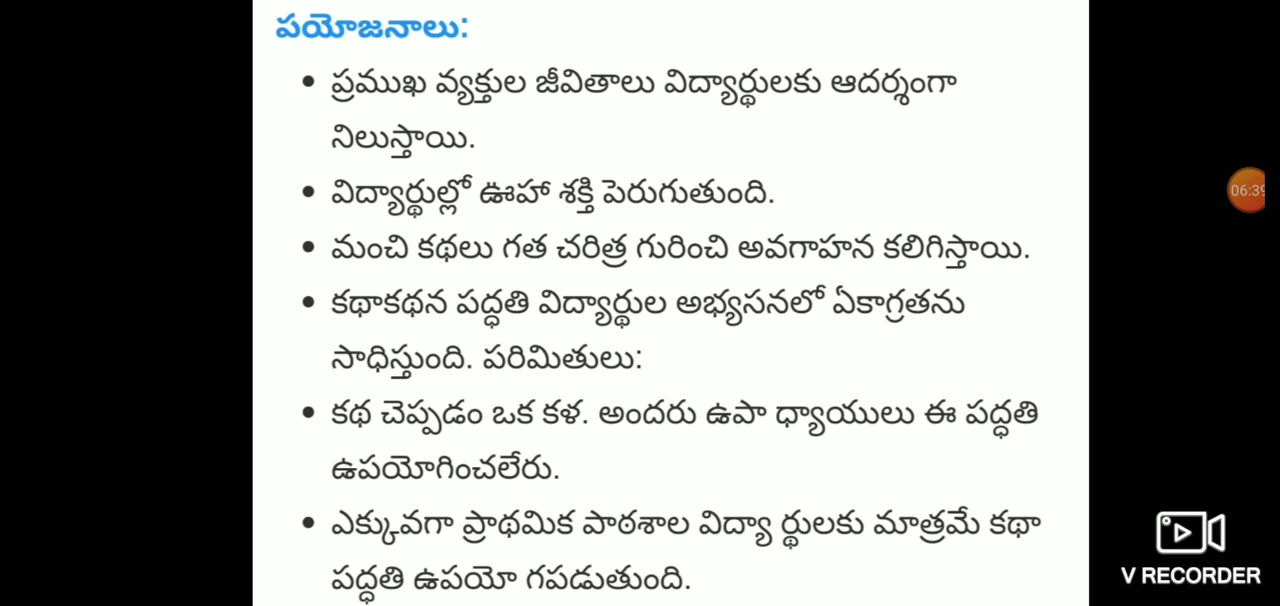 పయోజనాలు:
• ప్రముఖ వ్యక్తుల జీవితాలు విద్యార్థులకు ఆదర్శంగా
నిలుస్తాయి.
• విద్యార్థుల్లో ఊహా శక్తి పెరుగుతుంది.
• మంచి కథలు గత చరిత్ర గురించి అవగాహన కలిగిస్తాయి.
• కథాకథన పద్ధతి విద్యార్థుల అభ్యసనలో ఏకాగ్రతను
సాధిస్తుంది. పరిమితులు:
• కథ చెప్పడం ఒక కళ. అందరు ఉపా ధ్యాయులు ఈ పద్ధతి
ఉపయోగించలేరు.
• ఎక్కువగా ప్రాథమిక పాఠశాల విద్యా ర్థులకు మాత్రమే కథా
పద్ధతి ఉపయో గపడుతుంది.
06:39
V RECORDER